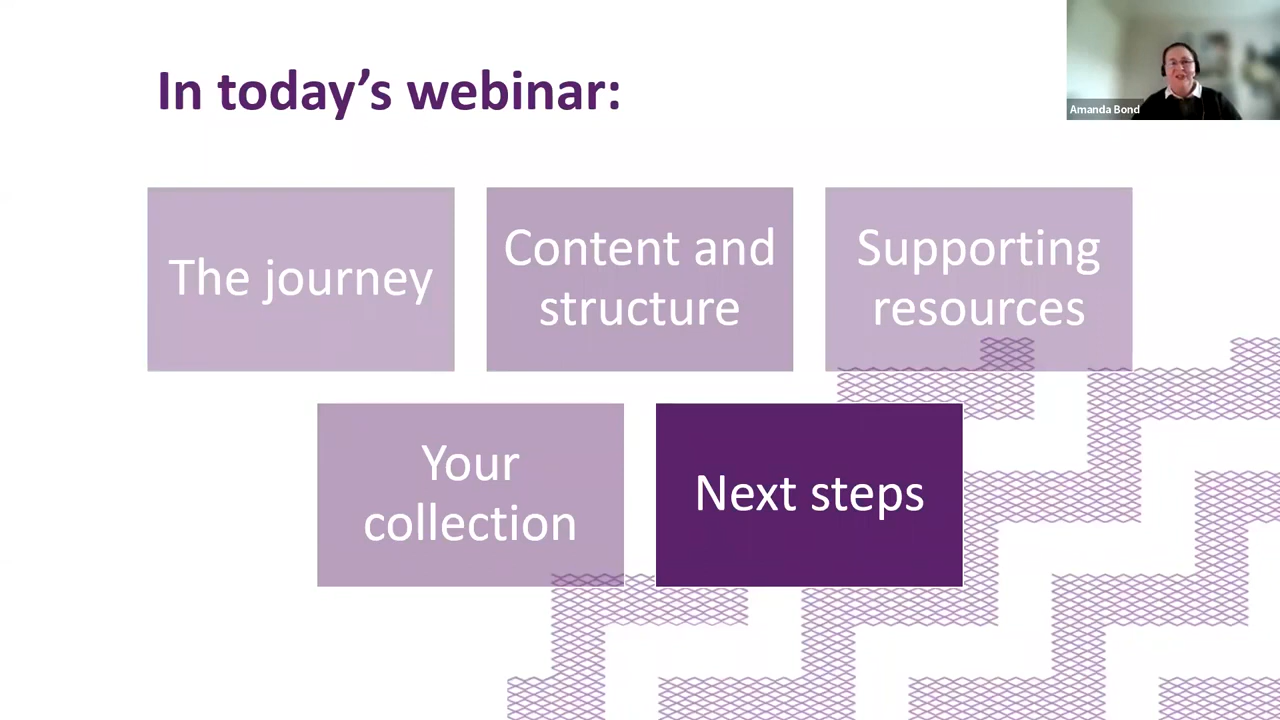 In today’s webinar:
Amanda Bond
The journey
Content and
structure
Supporting
resources
Your
collection
Next steps